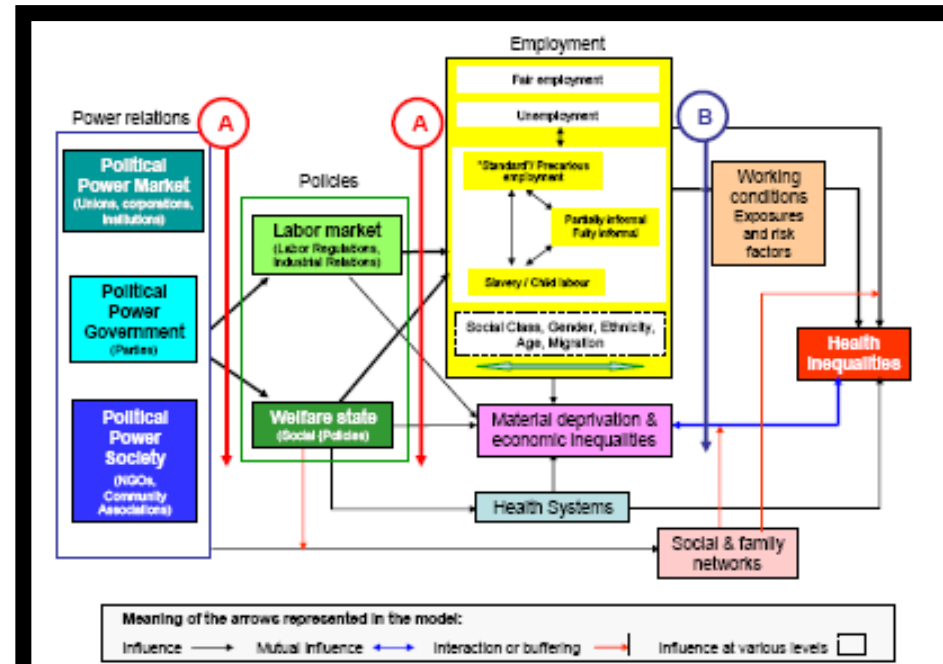 Employment
Fair employment
Unemployment
"Standard"/ Precarious
employment
Partially informal
Fully informal
Slavery / Child labour
Social Class, Gender, Ethnicity,
Age, Migration
Power relations
A
A
B
Political
Power Market
(Unions, corporations,
Institutions)
Political
Power
Government
(Parties)
Political
Power
Society
(NGOs,
Community
Associations)
Policies
Labor market
(Labor Regulations,
Industrial Relations)
Welfare state
(Social-[Policies)
Working
conditions
Exposures
and risk
factors
Health
Inequalities
Material deprivation &
economic inequalities
Health Systems
Social & family
networks
Meaning of the arrows represented in the model:
Influence
Mutual Influence
Interaction or buffering
Influence at various levels